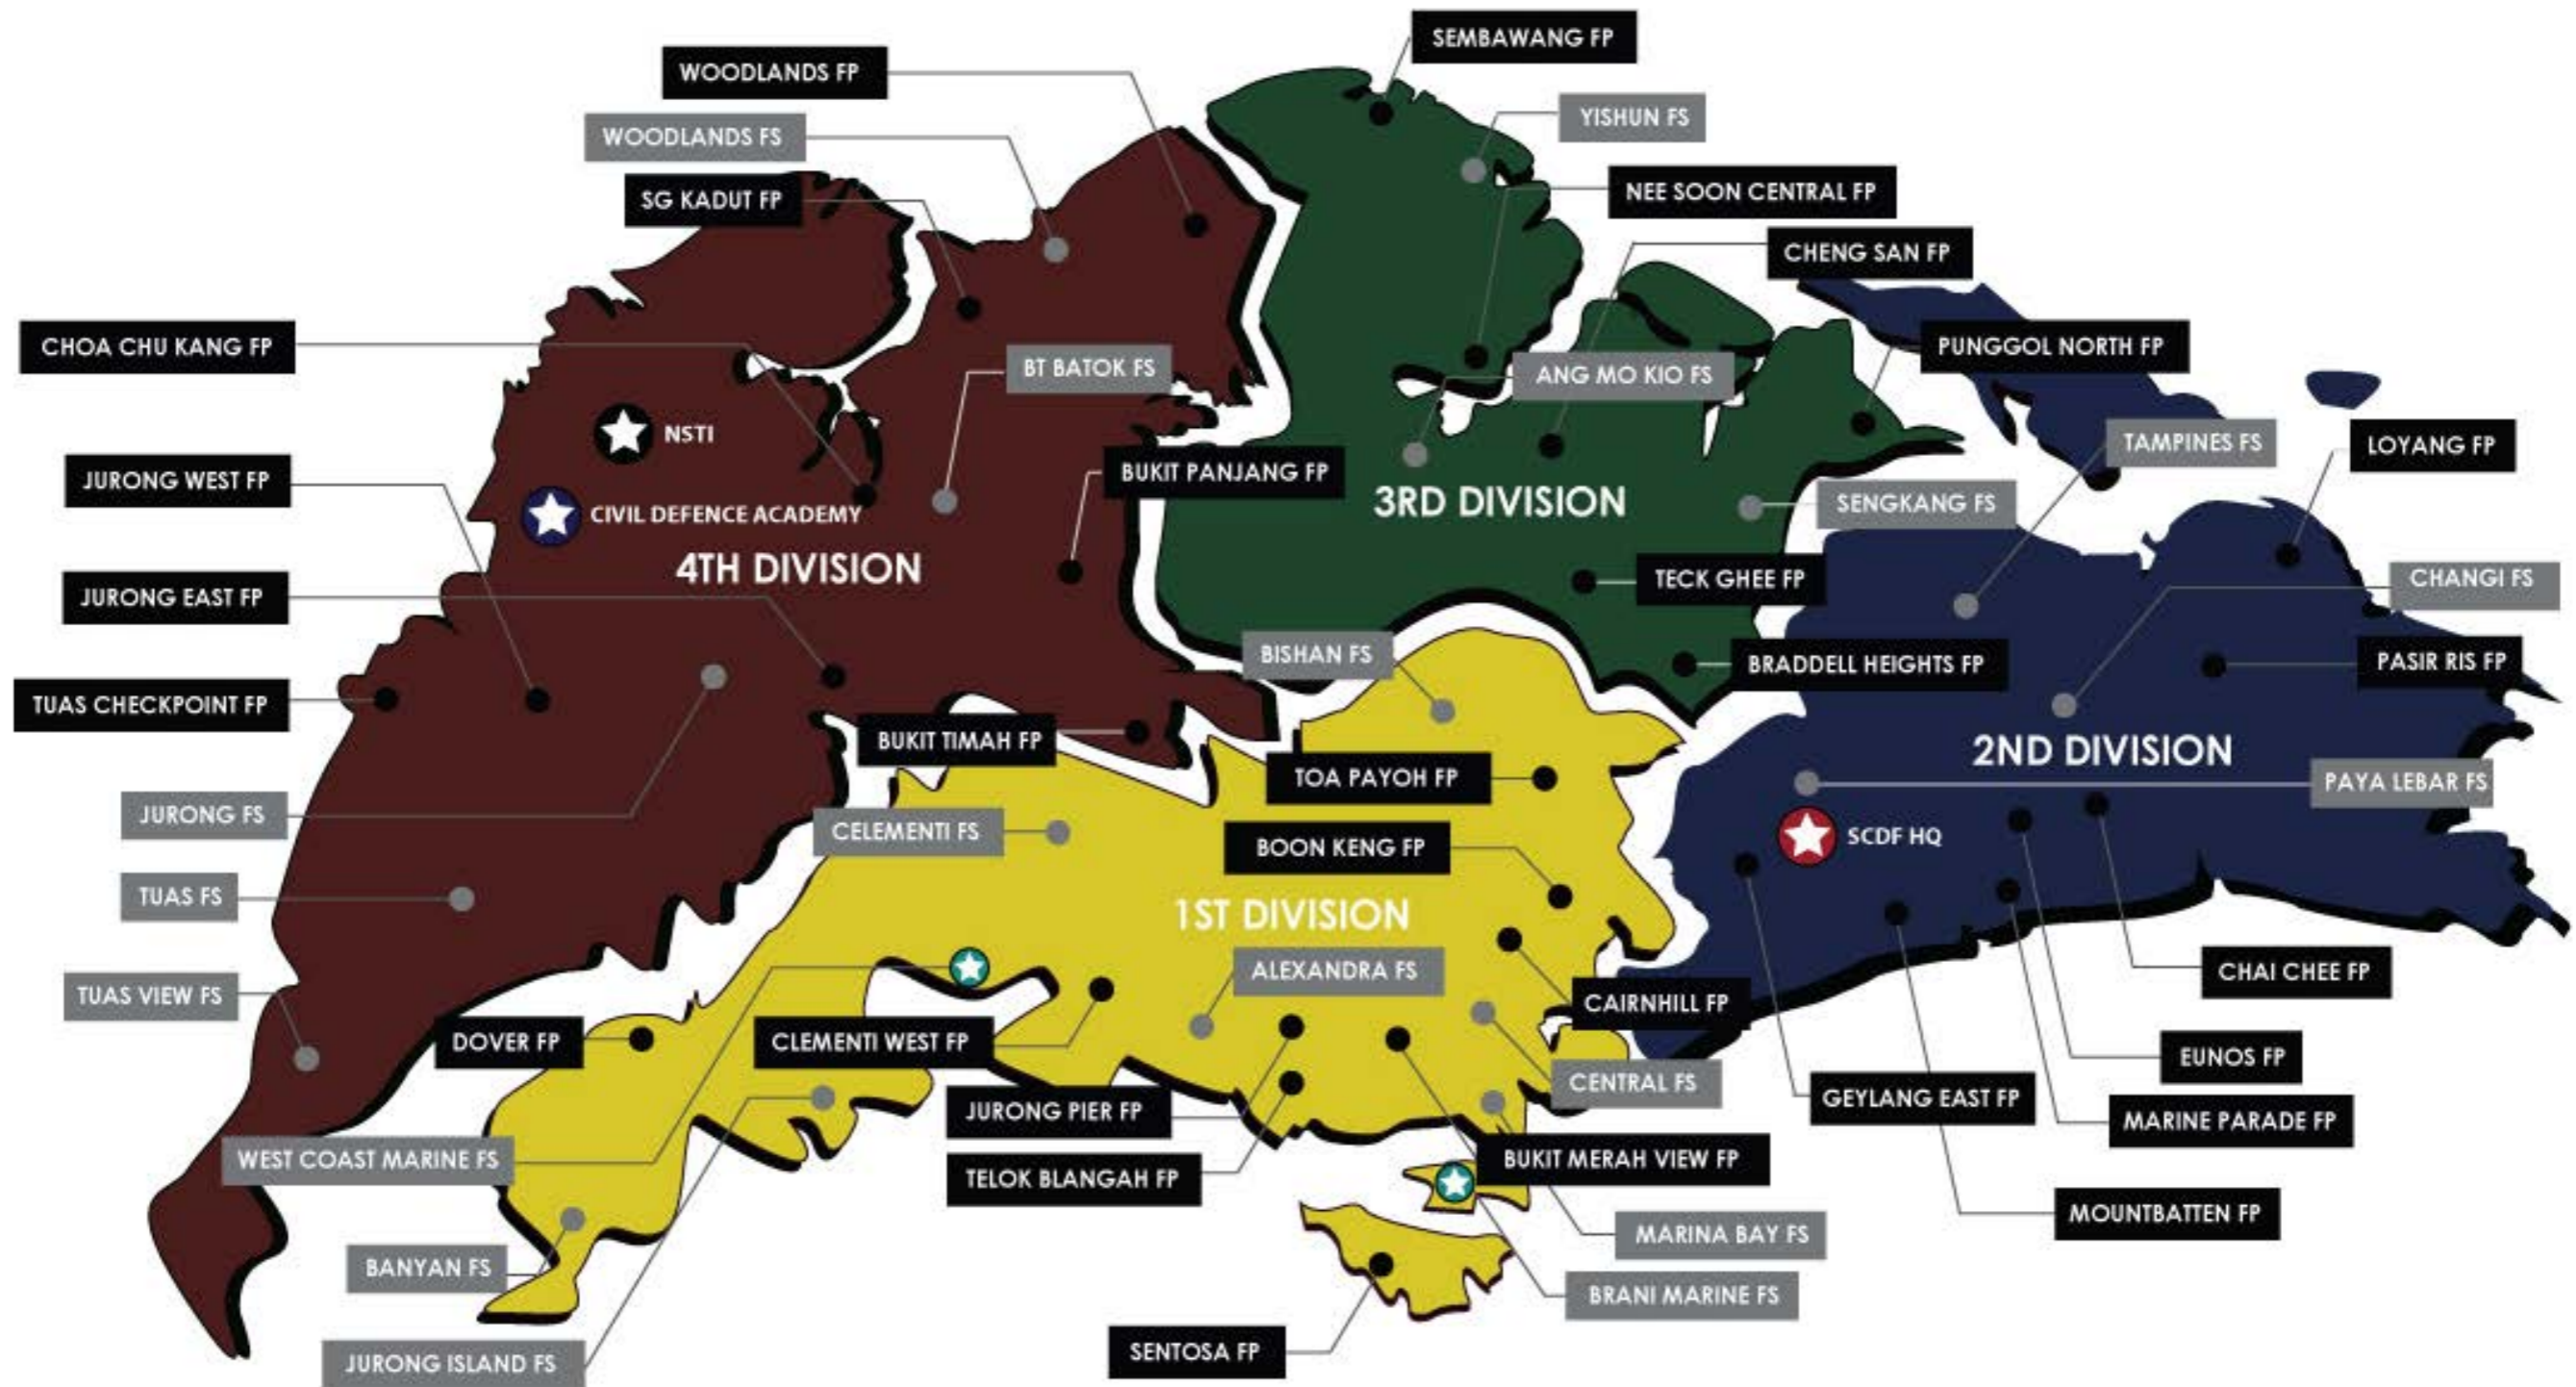 SEMBAWANG FP
WOODLANDS FP
YISHUN FS
WOODLANDS FS
SG KADUT FP
NEE SOON CENTRAL FP
CHENG SAN FP
CHOA CHU KANG FP
PUNGGOL NORTH FP
BT BATOK FS
ANG MO KIO FS
NSTI
TAMPINES FS
LOYANG FP
JURONG WEST FP
BUKIT PANJANG FP
3RD DIVISION
SENGKANG FS
CIVIL DEFENCE ACADEMY
4TH DIVISION
TECK GHEE FP
CHANGI FS
JURONG EAST FP
BISHAN FS
BRADDELL HEIGHTS FP
PASIR RIS FP
TUAS CHECKPOINT FP
BUKIT TIMAH FP
2ND DIVISION
TOA PAYOH FP
PAYA LEBAR FS
JURONG FS
CELEMENTI FS
SCDF HQ
BOON KENG FP
TUAS FS
1ST DIVISION
ALEXANDRA FS
CHAI CHEE FP
TUAS VIEW FS
CAIRNHILL FP
DOVER FP
CLEMENTI WEST FP
EUNOS FP
CENTRAL FS
GEYLANG EAST FP
JURONG PIER FP
MARINE PARADE FP
WEST COAST MARINE FS
BUKIT MERAH VIEW FP
TELOK BLANGAH FP
MOUNTBATTEN FP
MARINA BAY FS
BANYAN FS
BRANI MARINE FS
SENTOSA FP
JURONG ISLAND FS